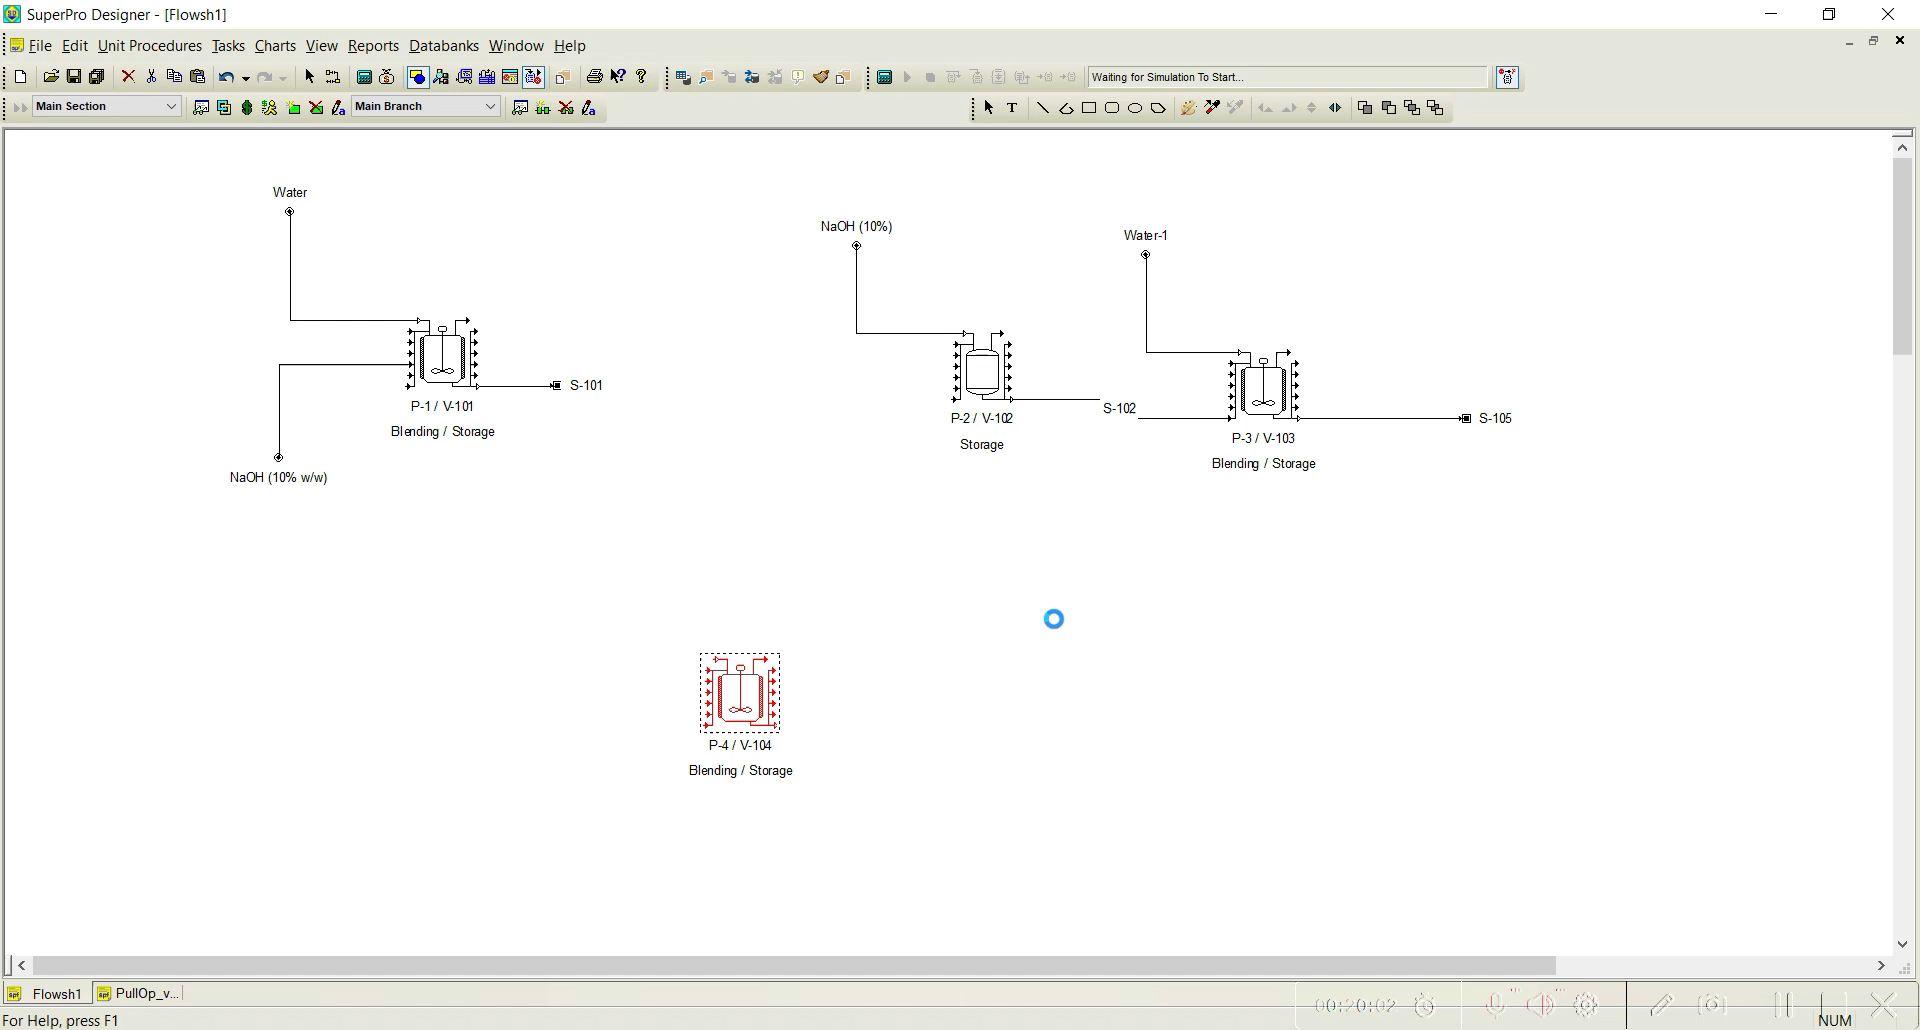 SuperPro Designer - [Flowsh1]
File Edit Unit Procedures Tasks Charts View Reports Databanks Window Help
Waiting for Simulation To Start...
Main Section
Main Branch
T
Water
NaOH (10%)
Water-1
S-101
P-1 / V-101
Blending / Storage
NaOH (10% w/w)
P-2 / V-102
Storage
S-102
S-105
P-3 / V-103
Blending / Storage
P-4 / V-104
Blending / Storage
Flowsh1
PullOp_v...
00:20:02
For Help, press F1
NUM